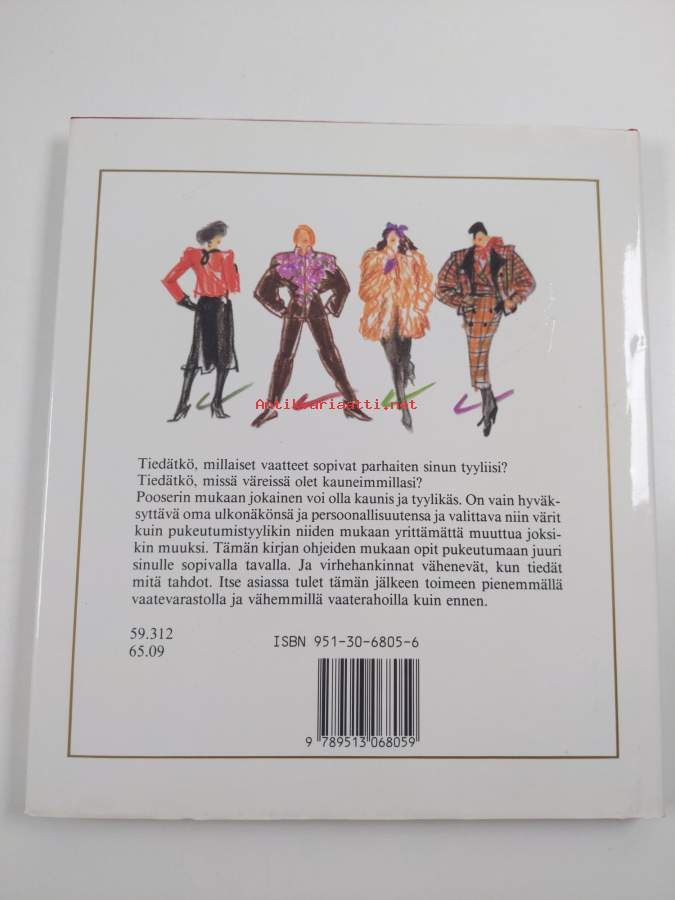 Antikvariaatti.net
Tiedätkö, millaiset vaatteet sopivat parhaiten sinun tyyliisi?
Tiedätkö, missä väreissä olet kauneimmillasi?
Pooserin mukaan jokainen voi olla kaunis ja tyylikäs. On vain hyväk-
syttävä oma ulkonäkönsä ja persoonallisuutensa ja valittava niin värit
kuin pukeutumistyylikin niiden mukaan yrittämättä muuttua joksi-
kin muuksi. Tämän kirjan ohjeiden mukaan opit pukeutumaan juuri
sinulle sopivalla tavalla. Ja virhehankinnat vähenevät, kun tiedät
mitä tahdot. Itse asiassa tulet tämän jälkeen toimeen pienemmällä
vaatevarastolla ja vähemmillä vaaterahoilla kuin ennen.
59.312
65.09
ISBN 951-30-6805-6
9 789513 068059